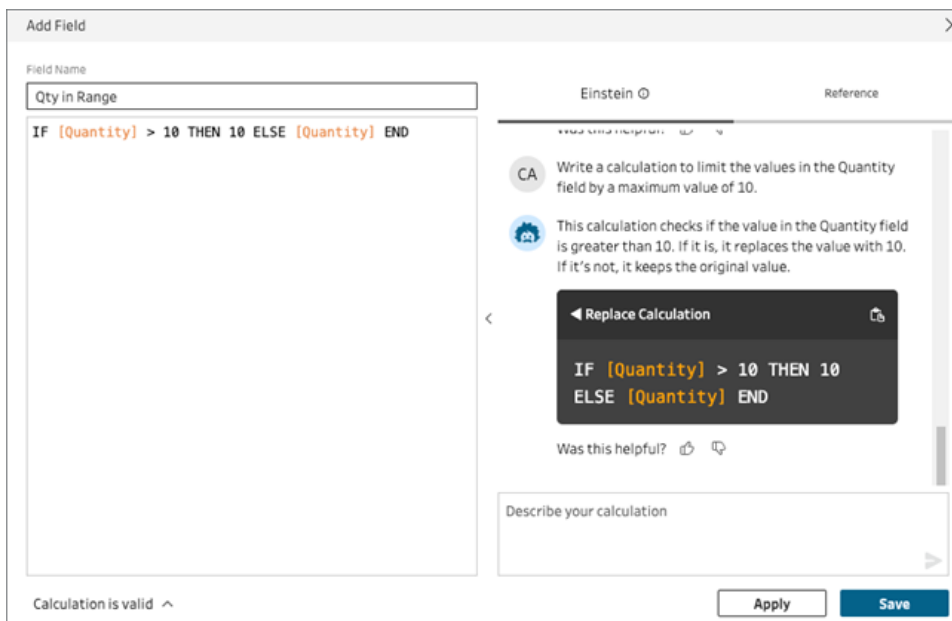 Add Field
Field Name
Qty in Range
IF [Quantity] > 10 THEN 10 ELSE [Quantity] END
Einstein
Reference
Was this helpful?
CA
Write a calculation to limit the values in the Quantity
field by a maximum value of 10.
This calculation checks if the value in the Quantity field
is greater than 10. If it is, it replaces the value with 10.
If it's not, it keeps the original value.
Replace Calculation
IF [Quantity] > 10 THEN 10
ELSE [Quantity] END
Was this helpful?
Describe your calculation
Calculation is valid
Apply
Save